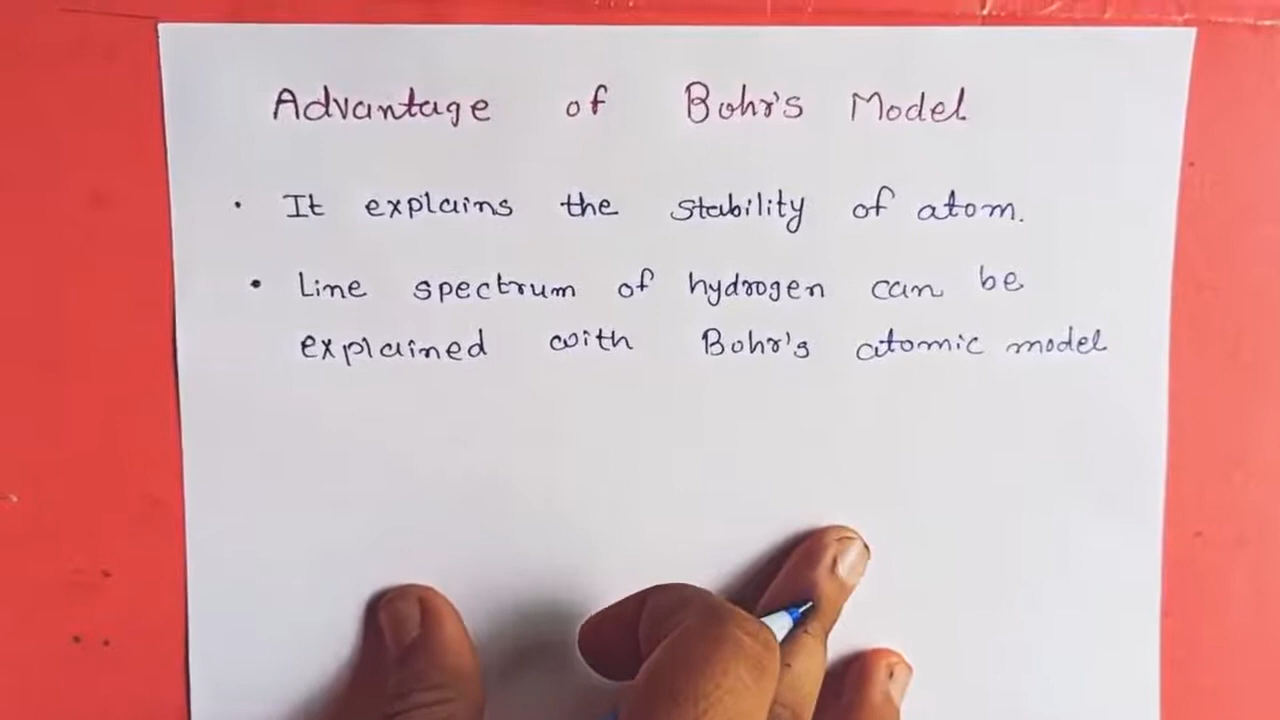 Advantage of Bohr's Model
• It explains the stability of atom.
• Line spectrum of hydrogen can be
explained with Bohr's atomic model